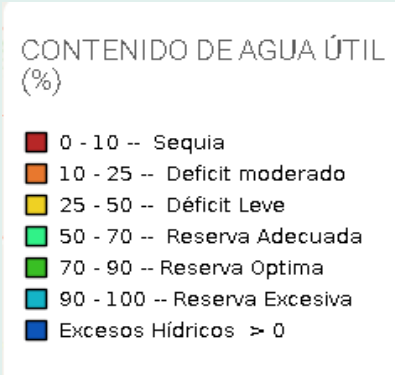 CONTENIDO DE AGUA ÚTIL
(%)
0 - 10 -- Sequia
10 - 25 -- Deficit moderado
25 - 50 -- Déficit Leve
50 - 70 -- Reserva Adecuada
70 - 90 -- Reserva Optima
90 - 100 -- Reserva Excesiva
Excesos Hídricos > 0